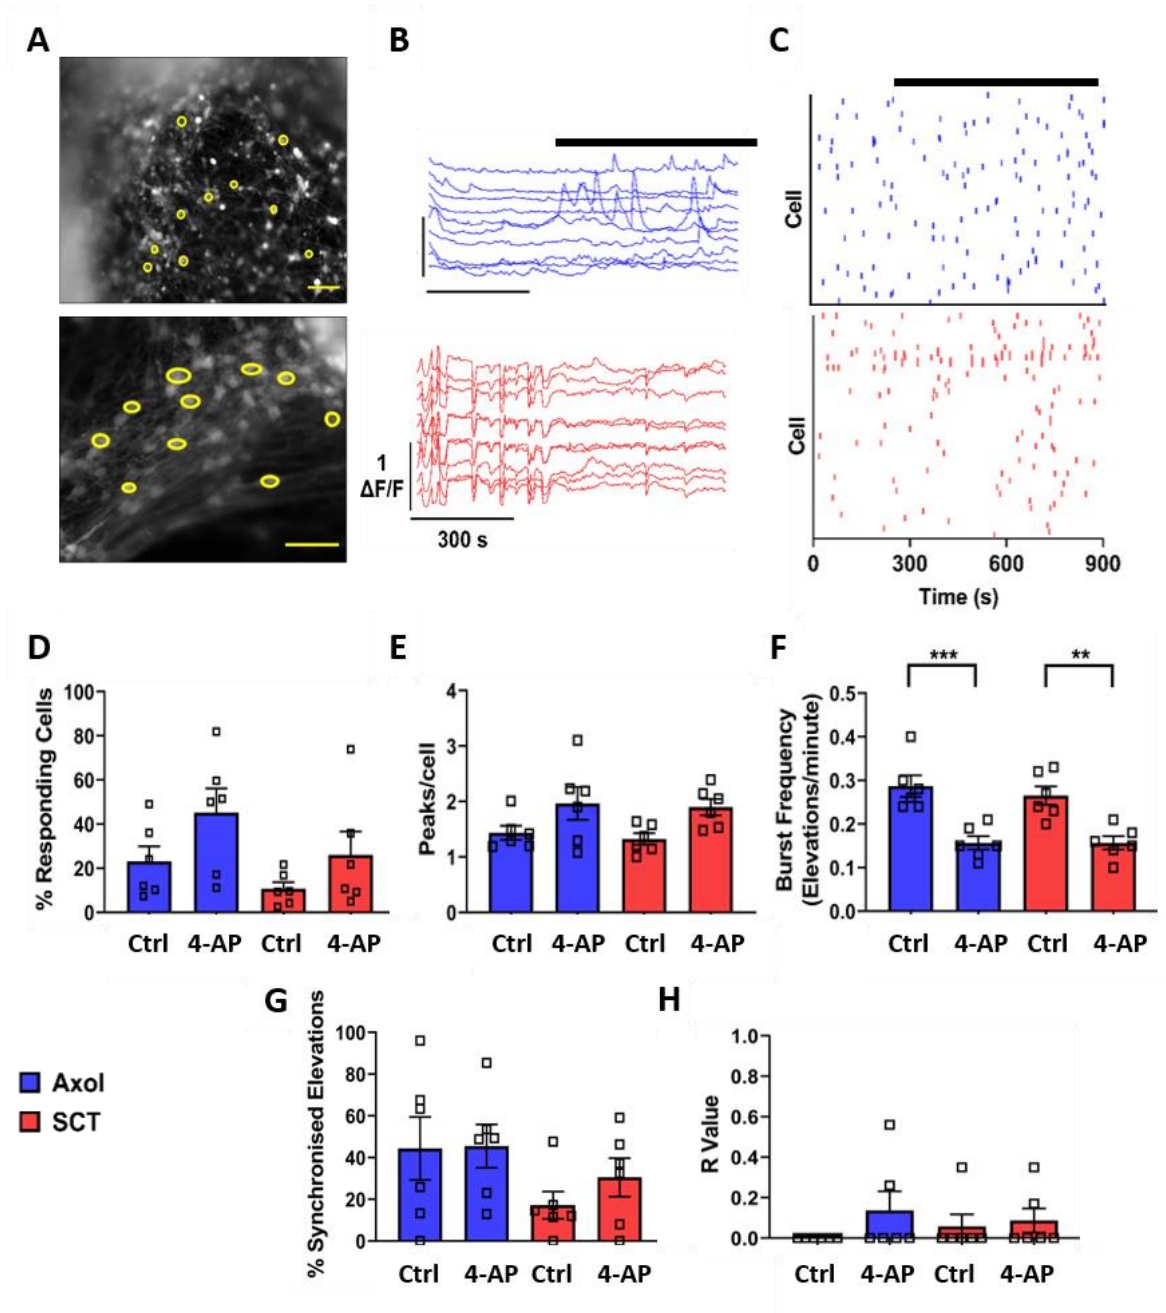 A
B
C
Cell
Cell
1
ΔF/F
300 s
0 300 600 900
Time (s)
D
E
F
% Responding Cells
100
80
60
40
20
0
Ctrl 4-AP Ctrl 4-AP
Peaks/cell
4
3
2
1
0
Ctrl 4-AP Ctrl 4-AP
*** **
Burst Frequency
(Elevations/minute)
0.5
0.4
0.3
0.2
0.1
0.0
Ctrl 4-AP Ctrl 4-AP
G
H
Axol
SCT
% Synchronised Elevations
100
80
60
40
20
0
Ctrl 4-AP Ctrl 4-AP
R Value
1.0
0.8
0.6
0.4
0.2
0.0
Ctrl 4-AP Ctrl 4-AP